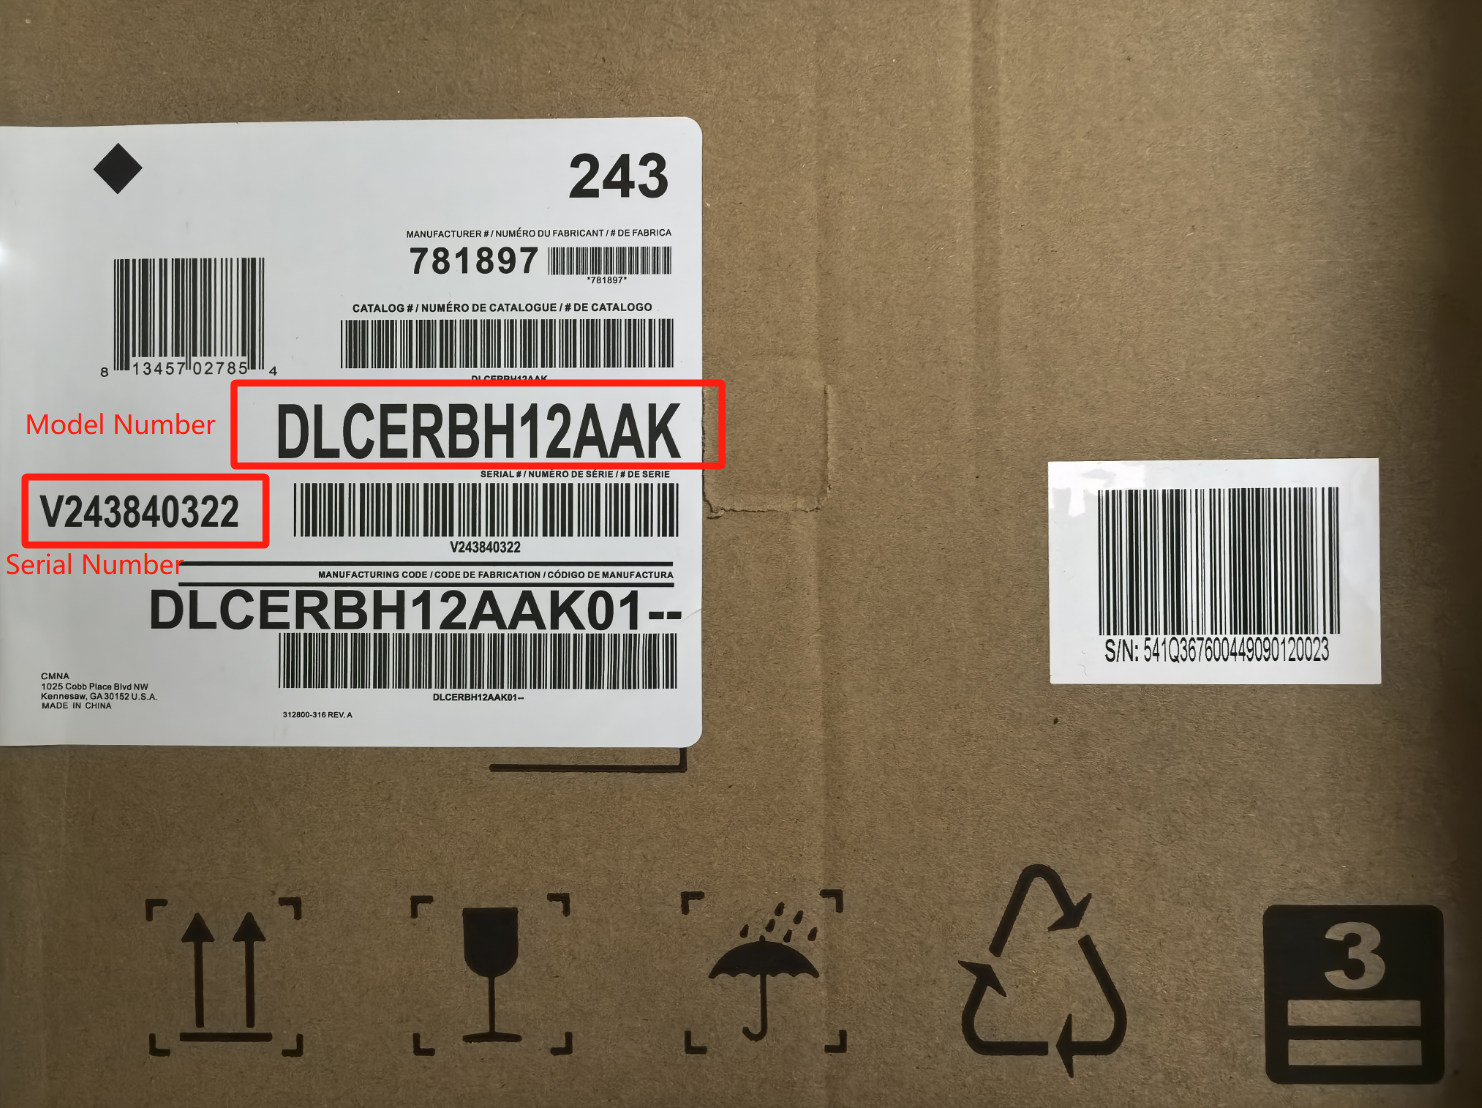 243
MANUFACTURER # / NUMÉRO DU FABRICANT / # DE FABRICA
781897
*781897*
CATALOG # / NUMÉRO DE CATALOGUE / # DE CATALOGO
8 13457 02785 4
DLCERBH12AAK
Model Number
DLCERBH12AAK
SERIAL # / NUMÉRO DE SÉRIE / # DE SERIE
V243840322
V243840322
Serial Number
MANUFACTURING CODE / CODE DE FABRICATION / CÓDIGO DE MANUFACTURA
DLCERBH12AAK01--
DLCERBH12AAK01--
CMNA
1025 Cobb Place Blvd NW
Kennesaw, GA 30152 U.S.A.
MADE IN CHINA
312800-316 REV. A
S/N: 541Q367600449090120023
3